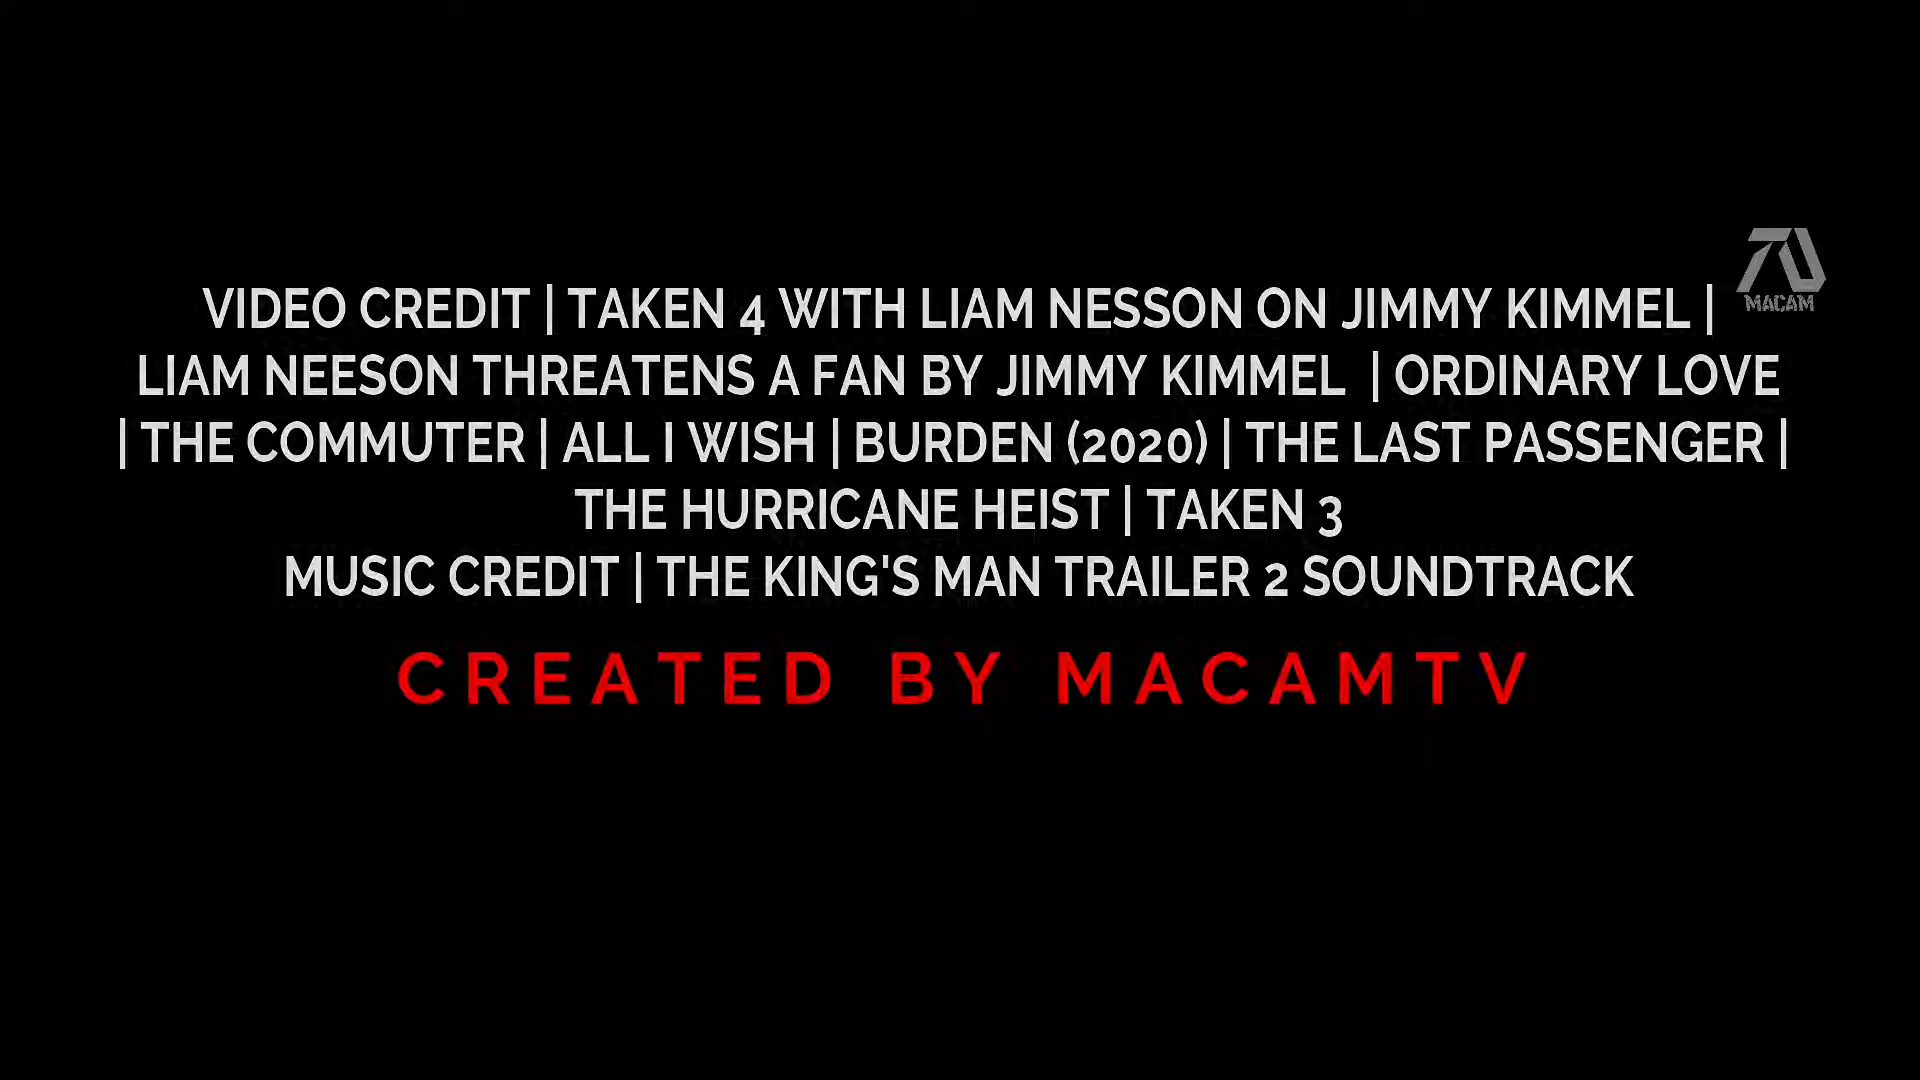 VIDEO CREDIT | TAKEN 4 WITH LIAM NESSON ON JIMMY KIMMEL |
LIAM NEESON THREATENS A FAN BY JIMMY KIMMEL | ORDINARY LOVE
| THE COMMUTER | ALL I WISH | BURDEN (2020) | THE LAST PASSENGER |
THE HURRICANE HEIST | TAKEN 3
MUSIC CREDIT | THE KING'S MAN TRAILER 2 SOUNDTRACK
CREATED BY MACAMTV
MACAM